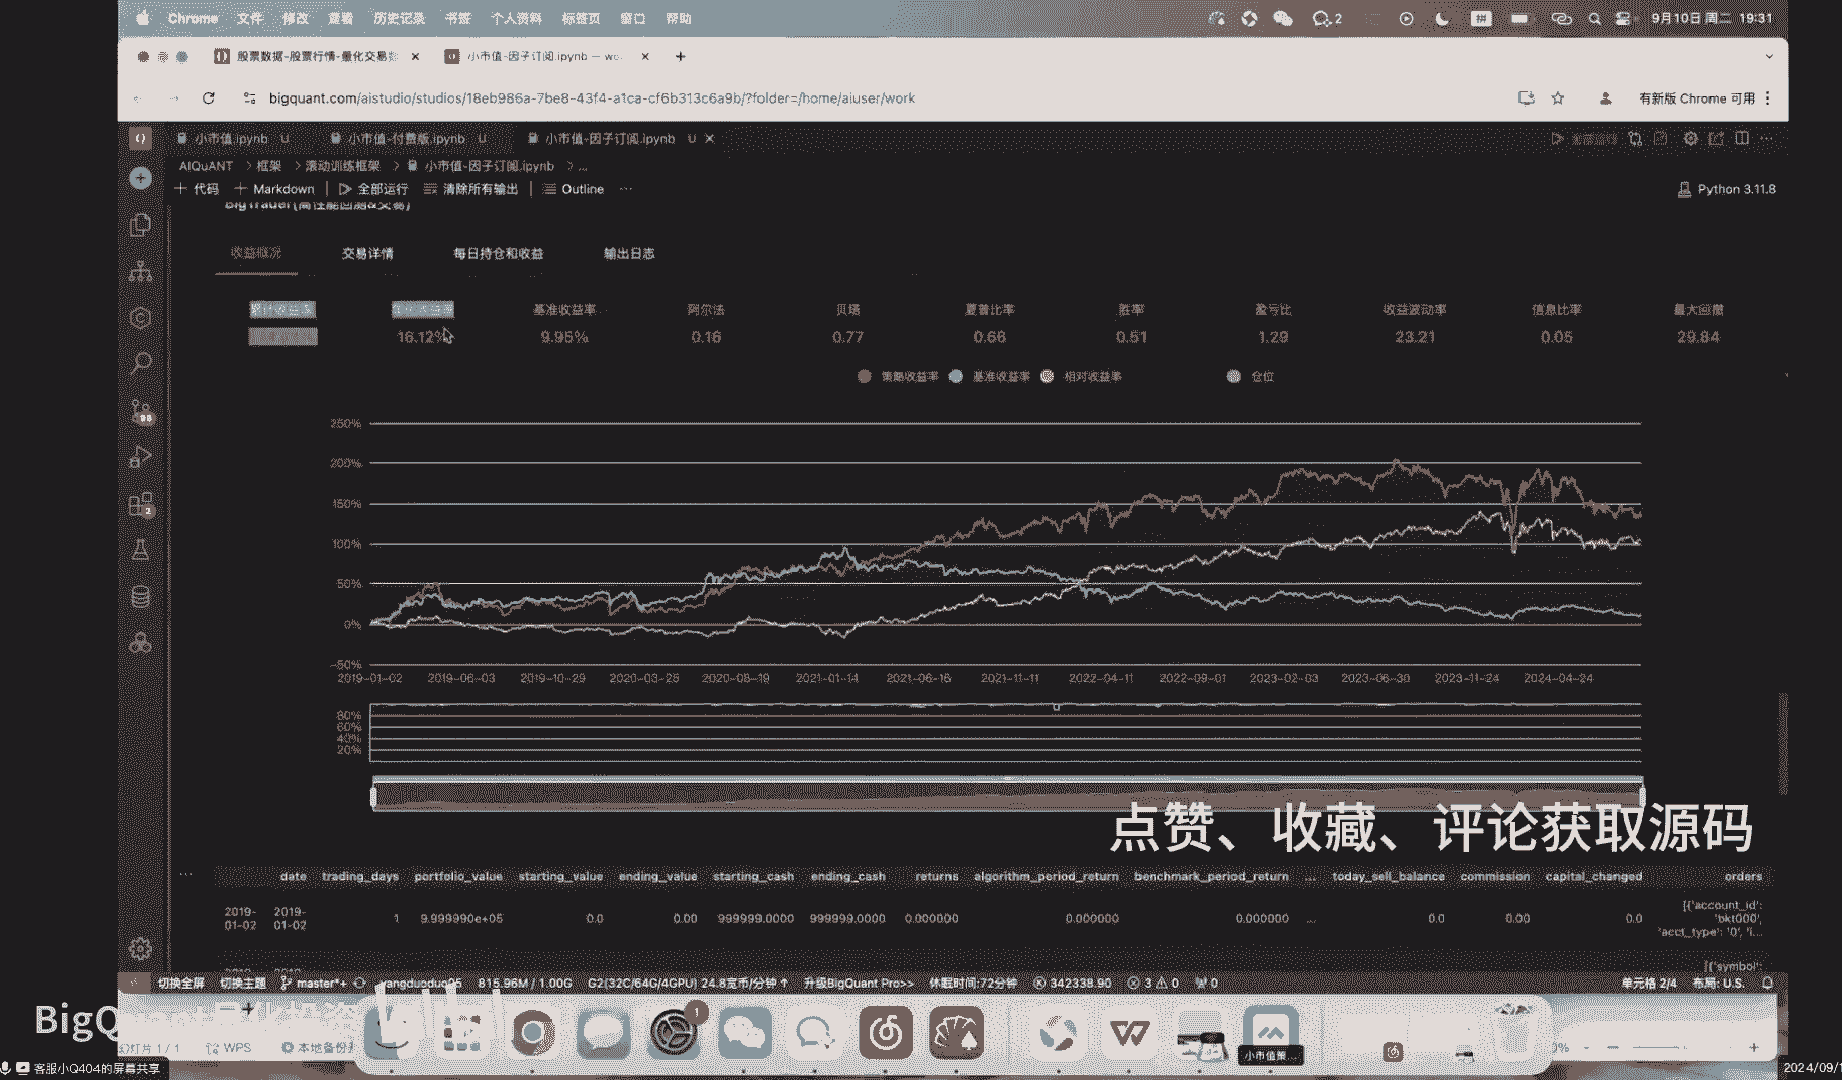 Chrome 文件 修改 查看 历史记录 书签 个人资料 标签页 窗口 帮助 2 拼 9月10日 周二 19:31
股票数据-股票行情-量化交易 小市值-因子订阅.ipynb — wo
bigquant.com/aistudio/studios/18eb986a-7be8-43f4-a1ca-cf6b313c6a9b/?folder=/home/aiuser/work 有新版 Chrome 可用
小市值.ipynb U 小市值-付费版.ipynb U 小市值-因子订阅.ipynb U
AIQUANT > 框架 > 滚动训练框架 > 小市值-因子订阅.ipynb > ...
+ 代码 + Markdown 全部运行 清除所有输出 Outline ... Python 3.11.8
BigTrader(高性能回测&交易)
收益概况 交易详情 每日持仓和收益 输出日志
基准收益率 阿尔法 贝塔 夏普比率 胜率 盈亏比 收益波动率 信息比率 最大回撤
16.12% 9.95% 0.16 0.77 0.66 0.51 1.29 23.21 0.05 29.84
策略收益率 基准收益率 相对收益率 仓位
250%
200%
150%
100%
50%
0%
-50%
2019-01-02 2019-06-03 2019-10-29 2020-03-26 2020-08-19 2021-01-14 2021-06-16 2021-11-11 2022-04-11 2022-09-01 2023-02-03 2023-06-30 2023-11-24 2024-04-24
80%
60%
40%
20%
点赞、收藏、评论获取源码
date trading_days portfolio_value starting_value ending_value starting_cash ending_cash returns algorithm_period_return benchmark_period_return ... today_sell_balance commission capital_changed orders
2019-01-02 2019-01-02 1 9.999990e+05 0.0 0.00 999999.0000 999999.0000 0.000000 0.000000 0.000000 ... 0.0 0.00 0.0 [{'account_id': 'bkt000', 'acct_type': '0', 'i...
[{'symbol':
切换全屏 切换主题 master*+ yangduoduo95 815.96M / 1.00G G2(32C/64G/4GPU) 24.8宽币/分钟 升级BigQuant Pro>> 休眠时间:72分钟 342338.90 3 0 0 单元格 2/4 布局: U.S.
BigQ
幻灯片 1 / 1 WPS 本地备份
1
小市值策...
客服小Q404的屏幕共享
2024/09/